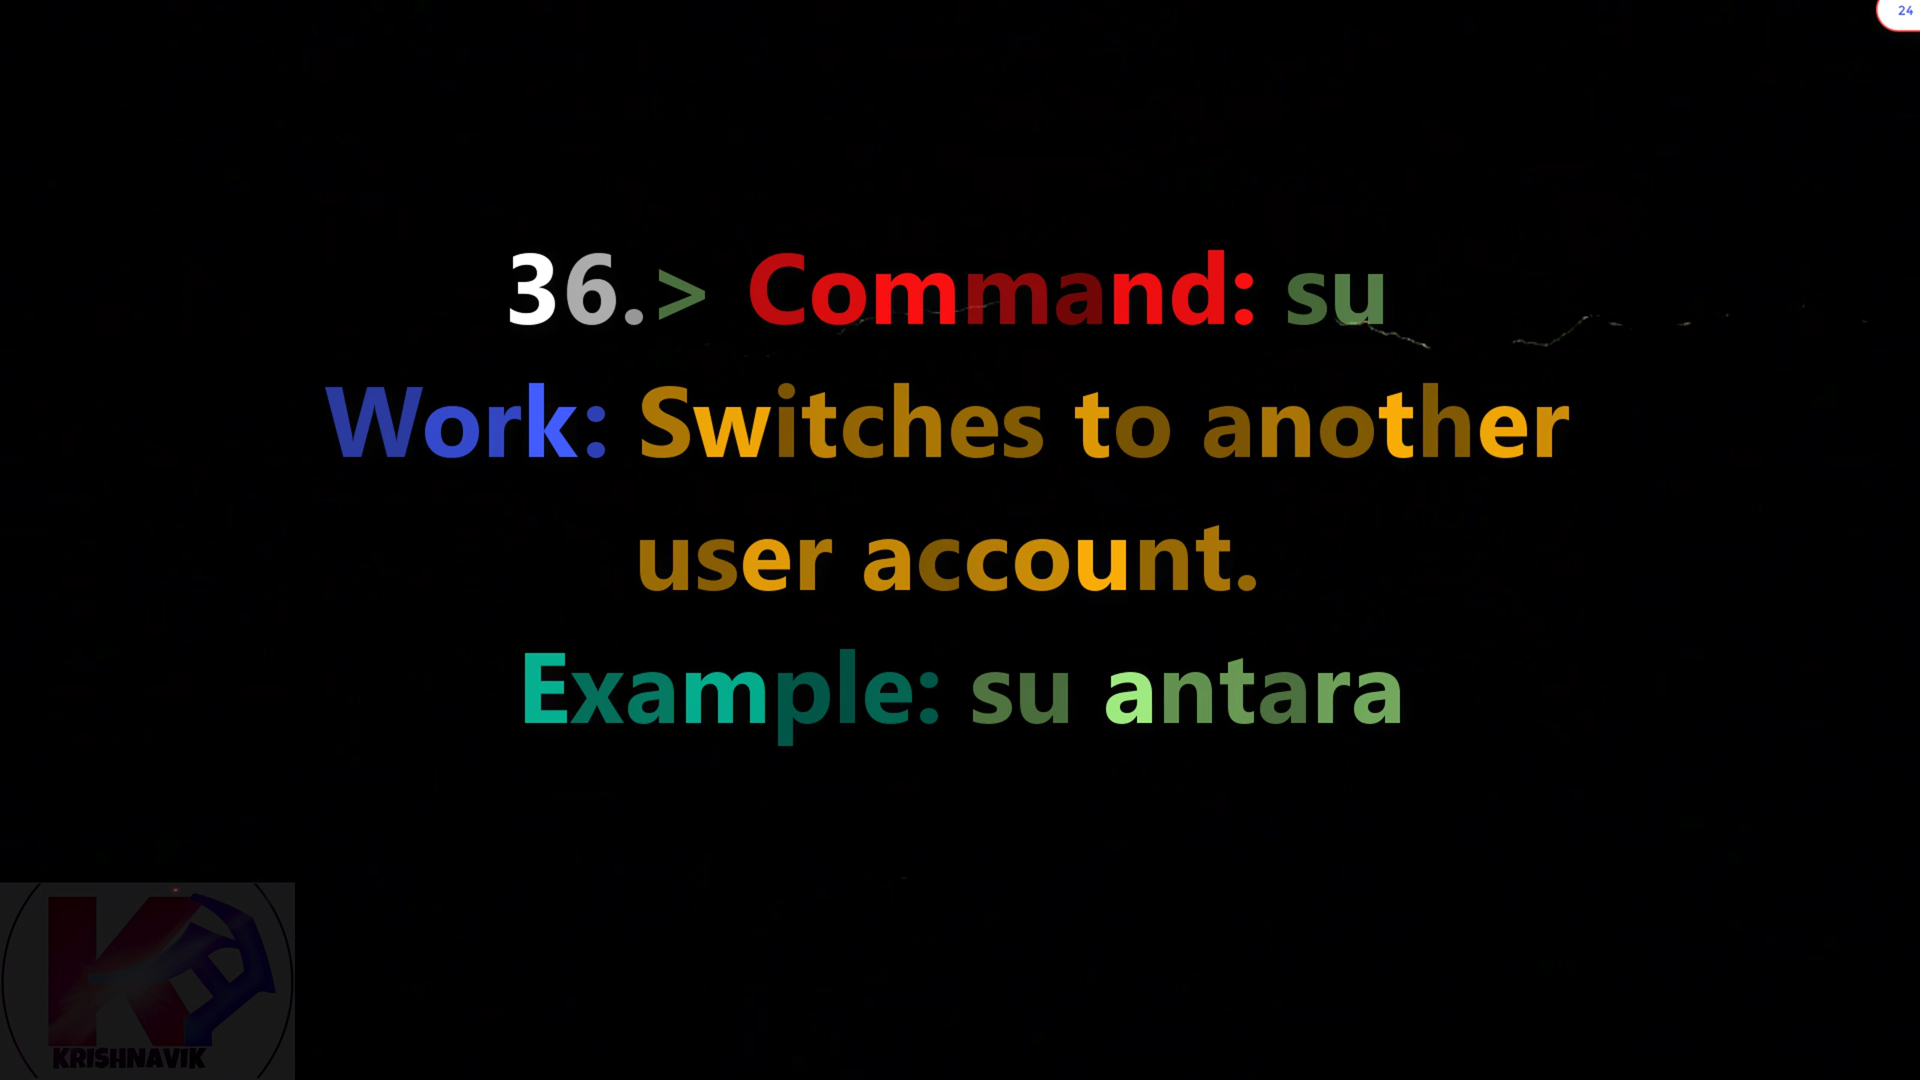 24
36.> Command: su
Work: Switches to another
user account.
Example: su antara
KRISHNAVIK